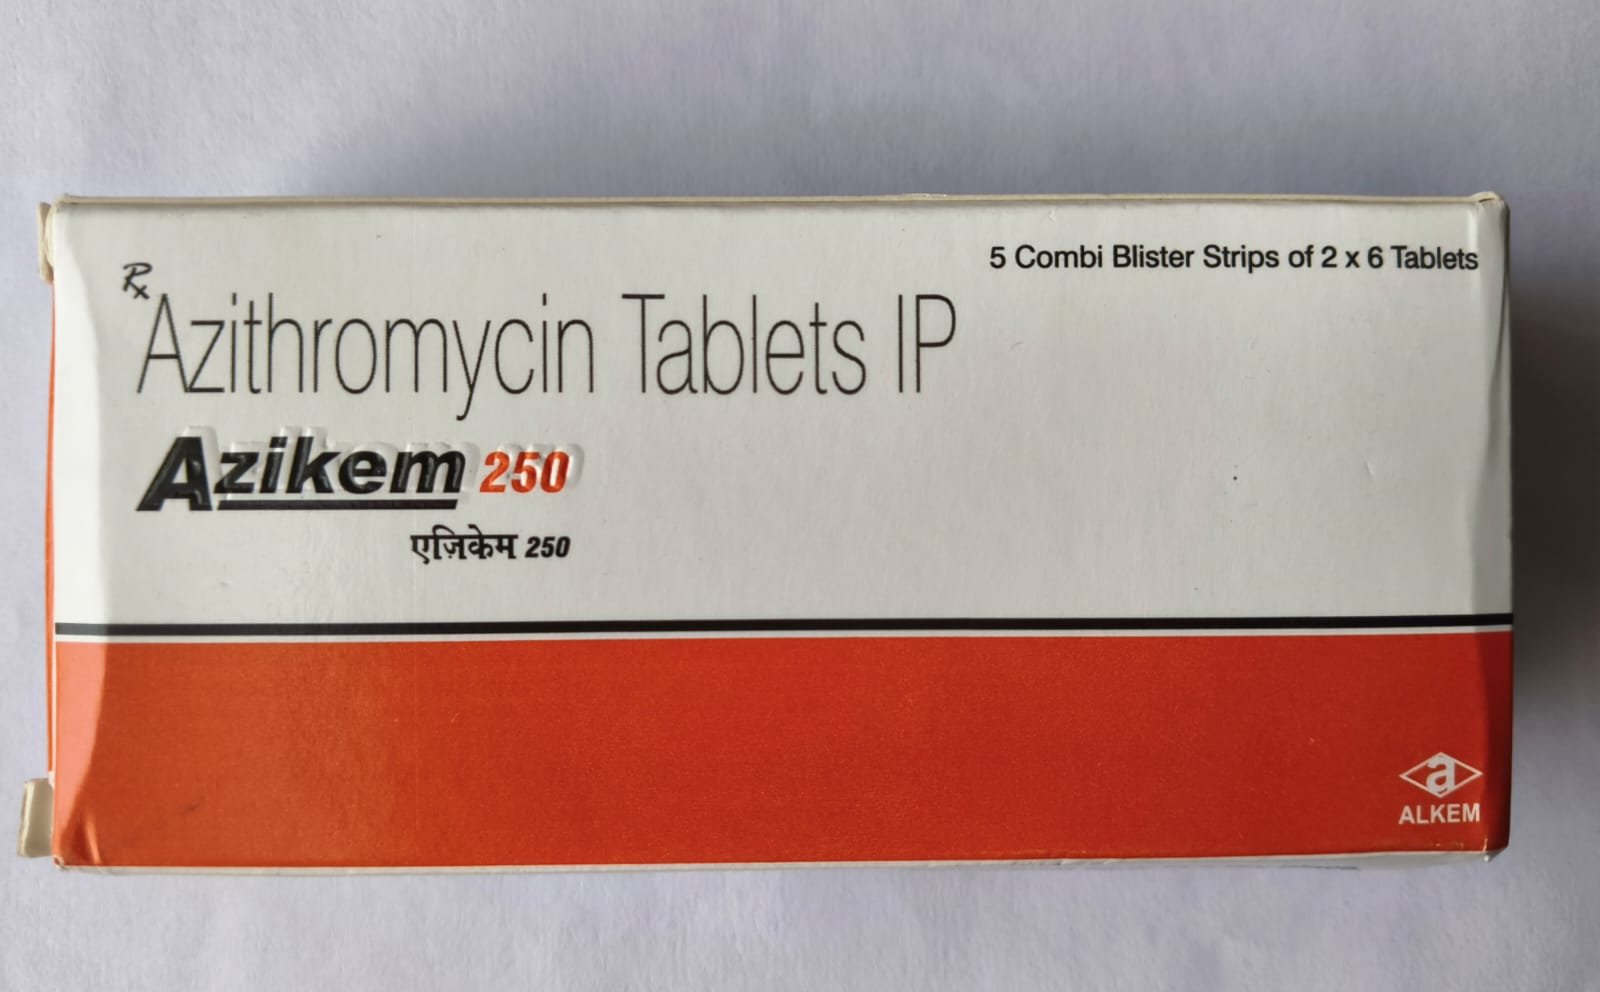 5 Combi Blister Strips of 2 x 6 Tablets
Rx
Azithromycin Tablets IP
Azikem 250
एज़िकेम 250
a
ALKEM